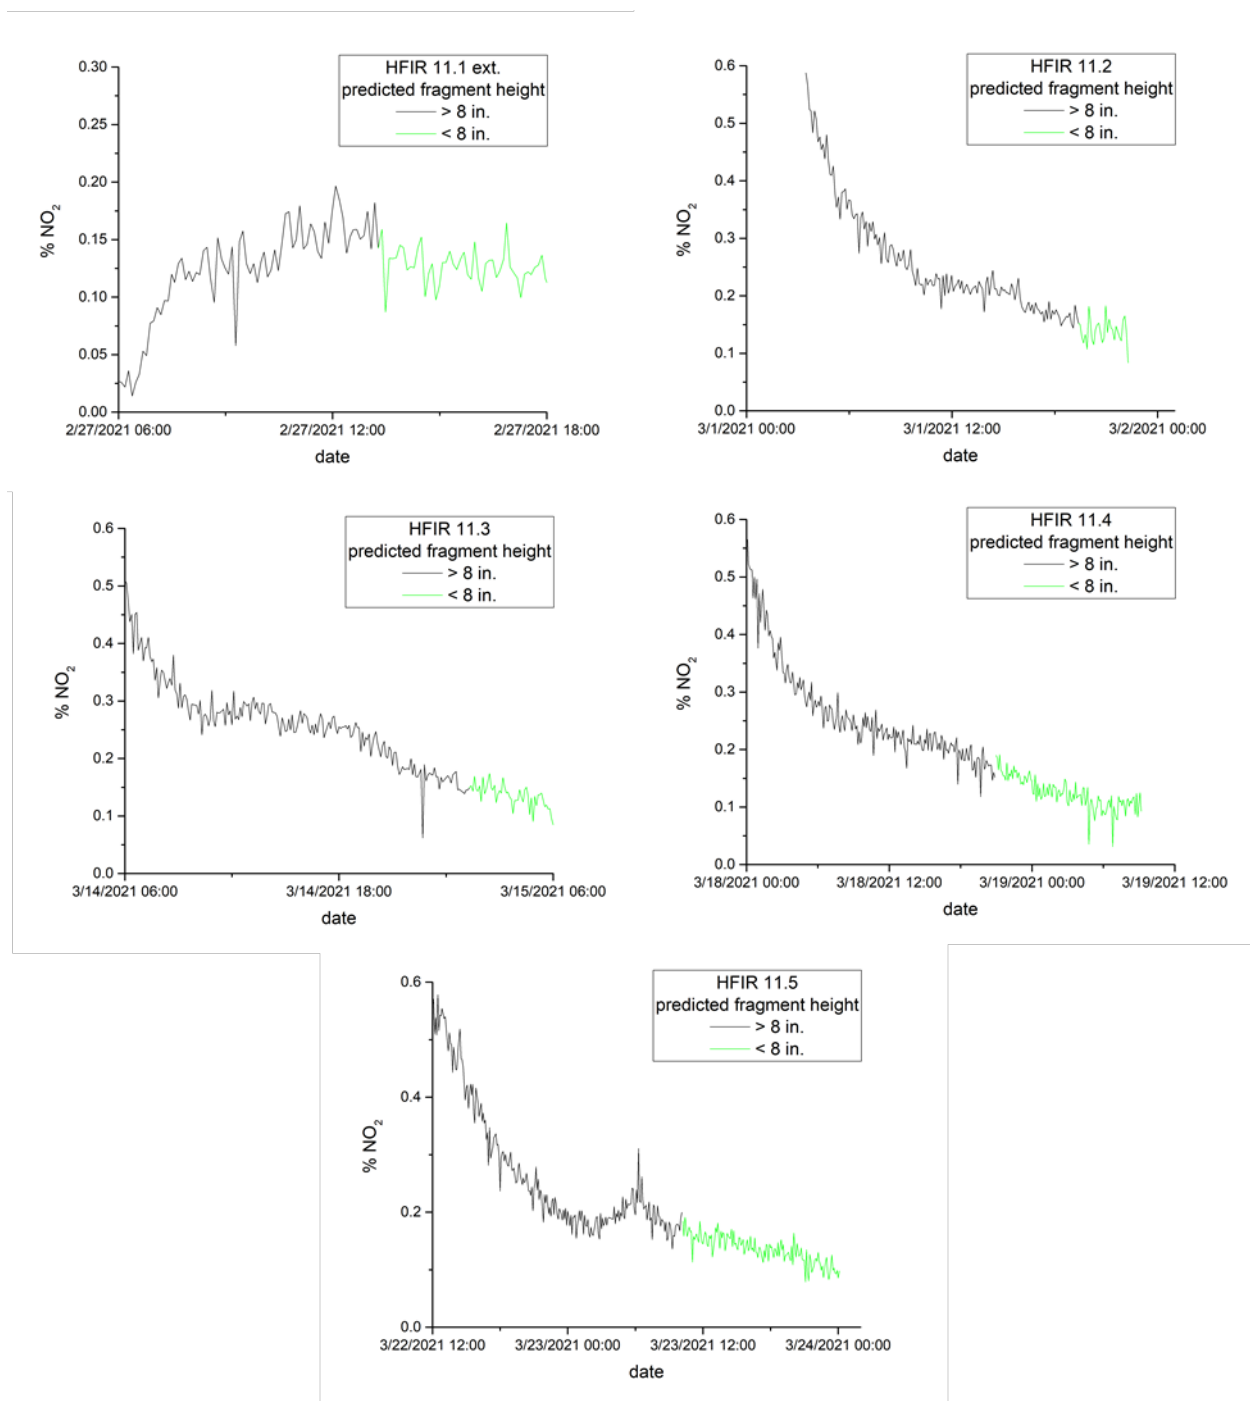 HFIR 11.1 ext.
predicted fragment height
> 8 in.
< 8 in.
0.30
0.25
0.20
0.15
0.10
0.05
0.00
% NO2
2/27/2021 06:00
2/27/2021 12:00
2/27/2021 18:00
date
HFIR 11.2
predicted fragment height
> 8 in.
< 8 in.
0.6
0.5
0.4
0.3
0.2
0.1
0.0
% NO2
3/1/2021 00:00
3/1/2021 12:00
3/2/2021 00:00
date
HFIR 11.3
predicted fragment height
> 8 in.
< 8 in.
0.6
0.5
0.4
0.3
0.2
0.1
0.0
% NO2
3/14/2021 06:00
3/14/2021 18:00
3/15/2021 06:00
date
HFIR 11.4
predicted fragment height
> 8 in.
< 8 in.
0.6
0.5
0.4
0.3
0.2
0.1
0.0
% NO2
3/18/2021 00:00
3/18/2021 12:00
3/19/2021 00:00
3/19/2021 12:00
date
HFIR 11.5
predicted fragment height
> 8 in.
< 8 in.
0.6
0.4
0.2
0.0
% NO2
3/22/2021 12:00
3/23/2021 00:00
3/23/2021 12:00
3/24/2021 00:00
date